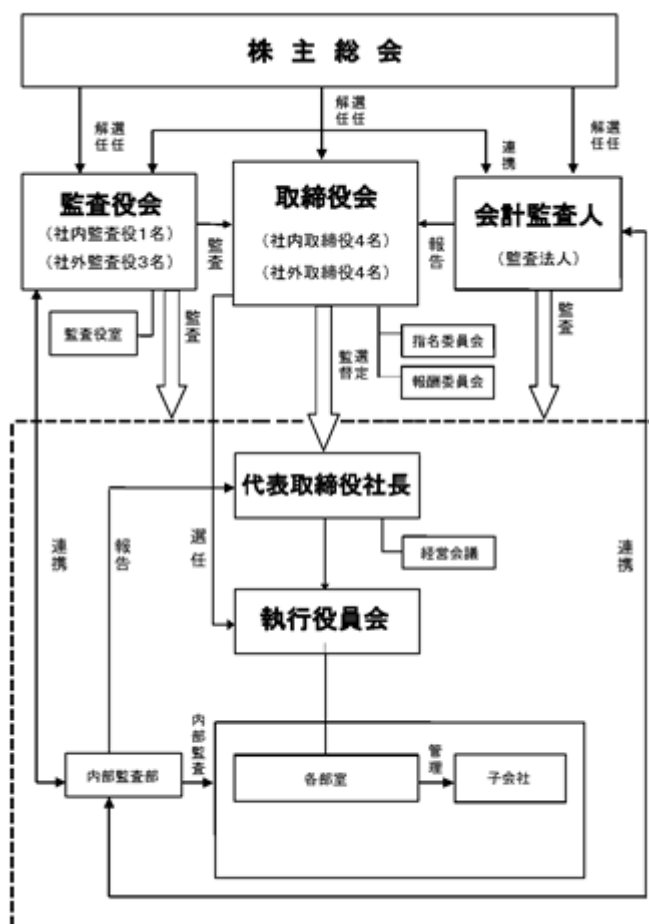 株主総会
選任
解任
選任
解任
選任
解任
連携
監査役会
(社内監査役1名)
(社外監査役3名)
監査
取締役会
(社内取締役4名)
(社外取締役4名)
報告
会計監査人
(監査法人)
監査役室
監査
選定
監督
指名委員会
報酬委員会
監査
代表取締役社長
経営会議
連携
報告
選任
連携
執行役員会
内部監査部
内部監査
各部室
管理
子会社